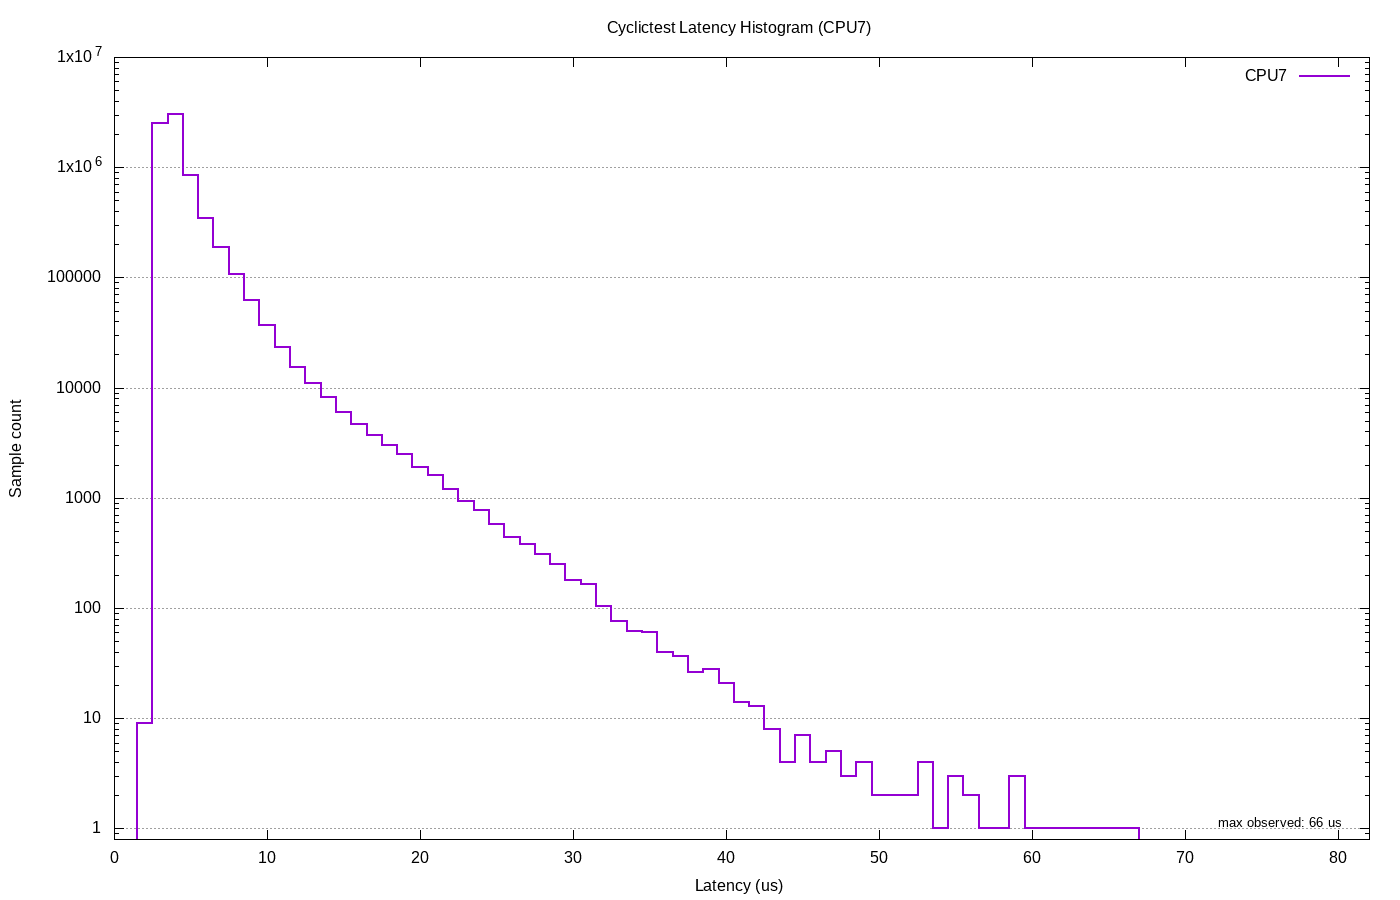 Cyclictest Latency Histogram (CPU7)
CPU7
1x10^7
1x10^6
100000
10000
1000
100
10
1
Sample count
max observed: 66 us
0 10 20 30 40 50 60 70 80
Latency (us)